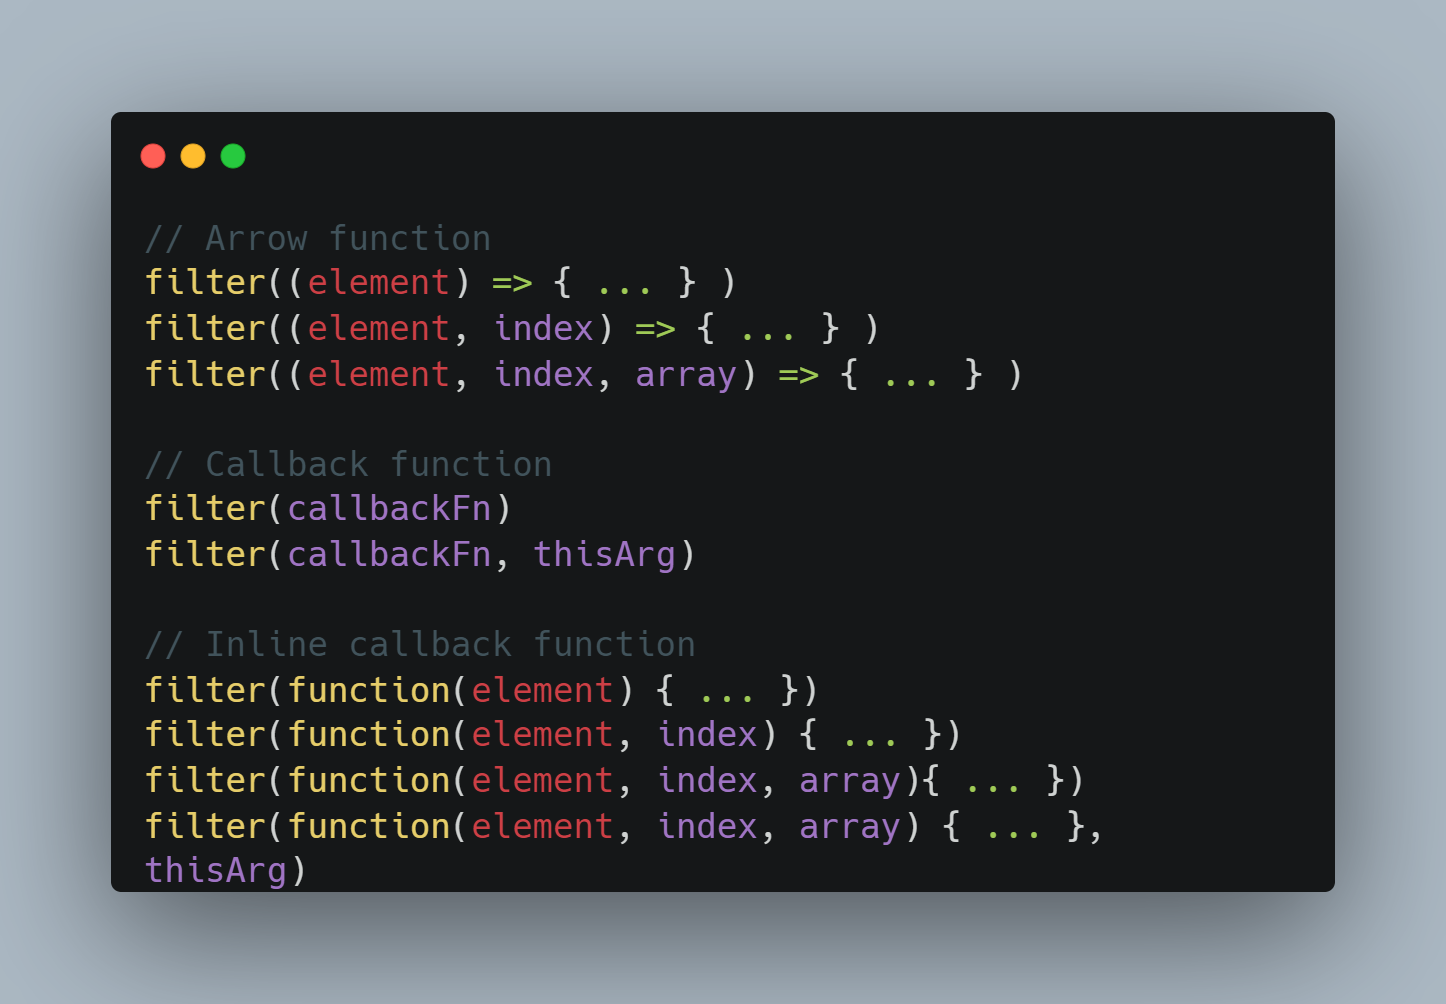 // Arrow function
filter((element) => { ... } )
filter((element, index) => { ... } )
filter((element, index, array) => { ... } )
// Callback function
filter(callbackFn)
filter(callbackFn, thisArg)
// Inline callback function
filter(function(element) { ... })
filter(function(element, index) { ... })
filter(function(element, index, array){ ... })
filter(function(element, index, array) { ... },
thisArg)